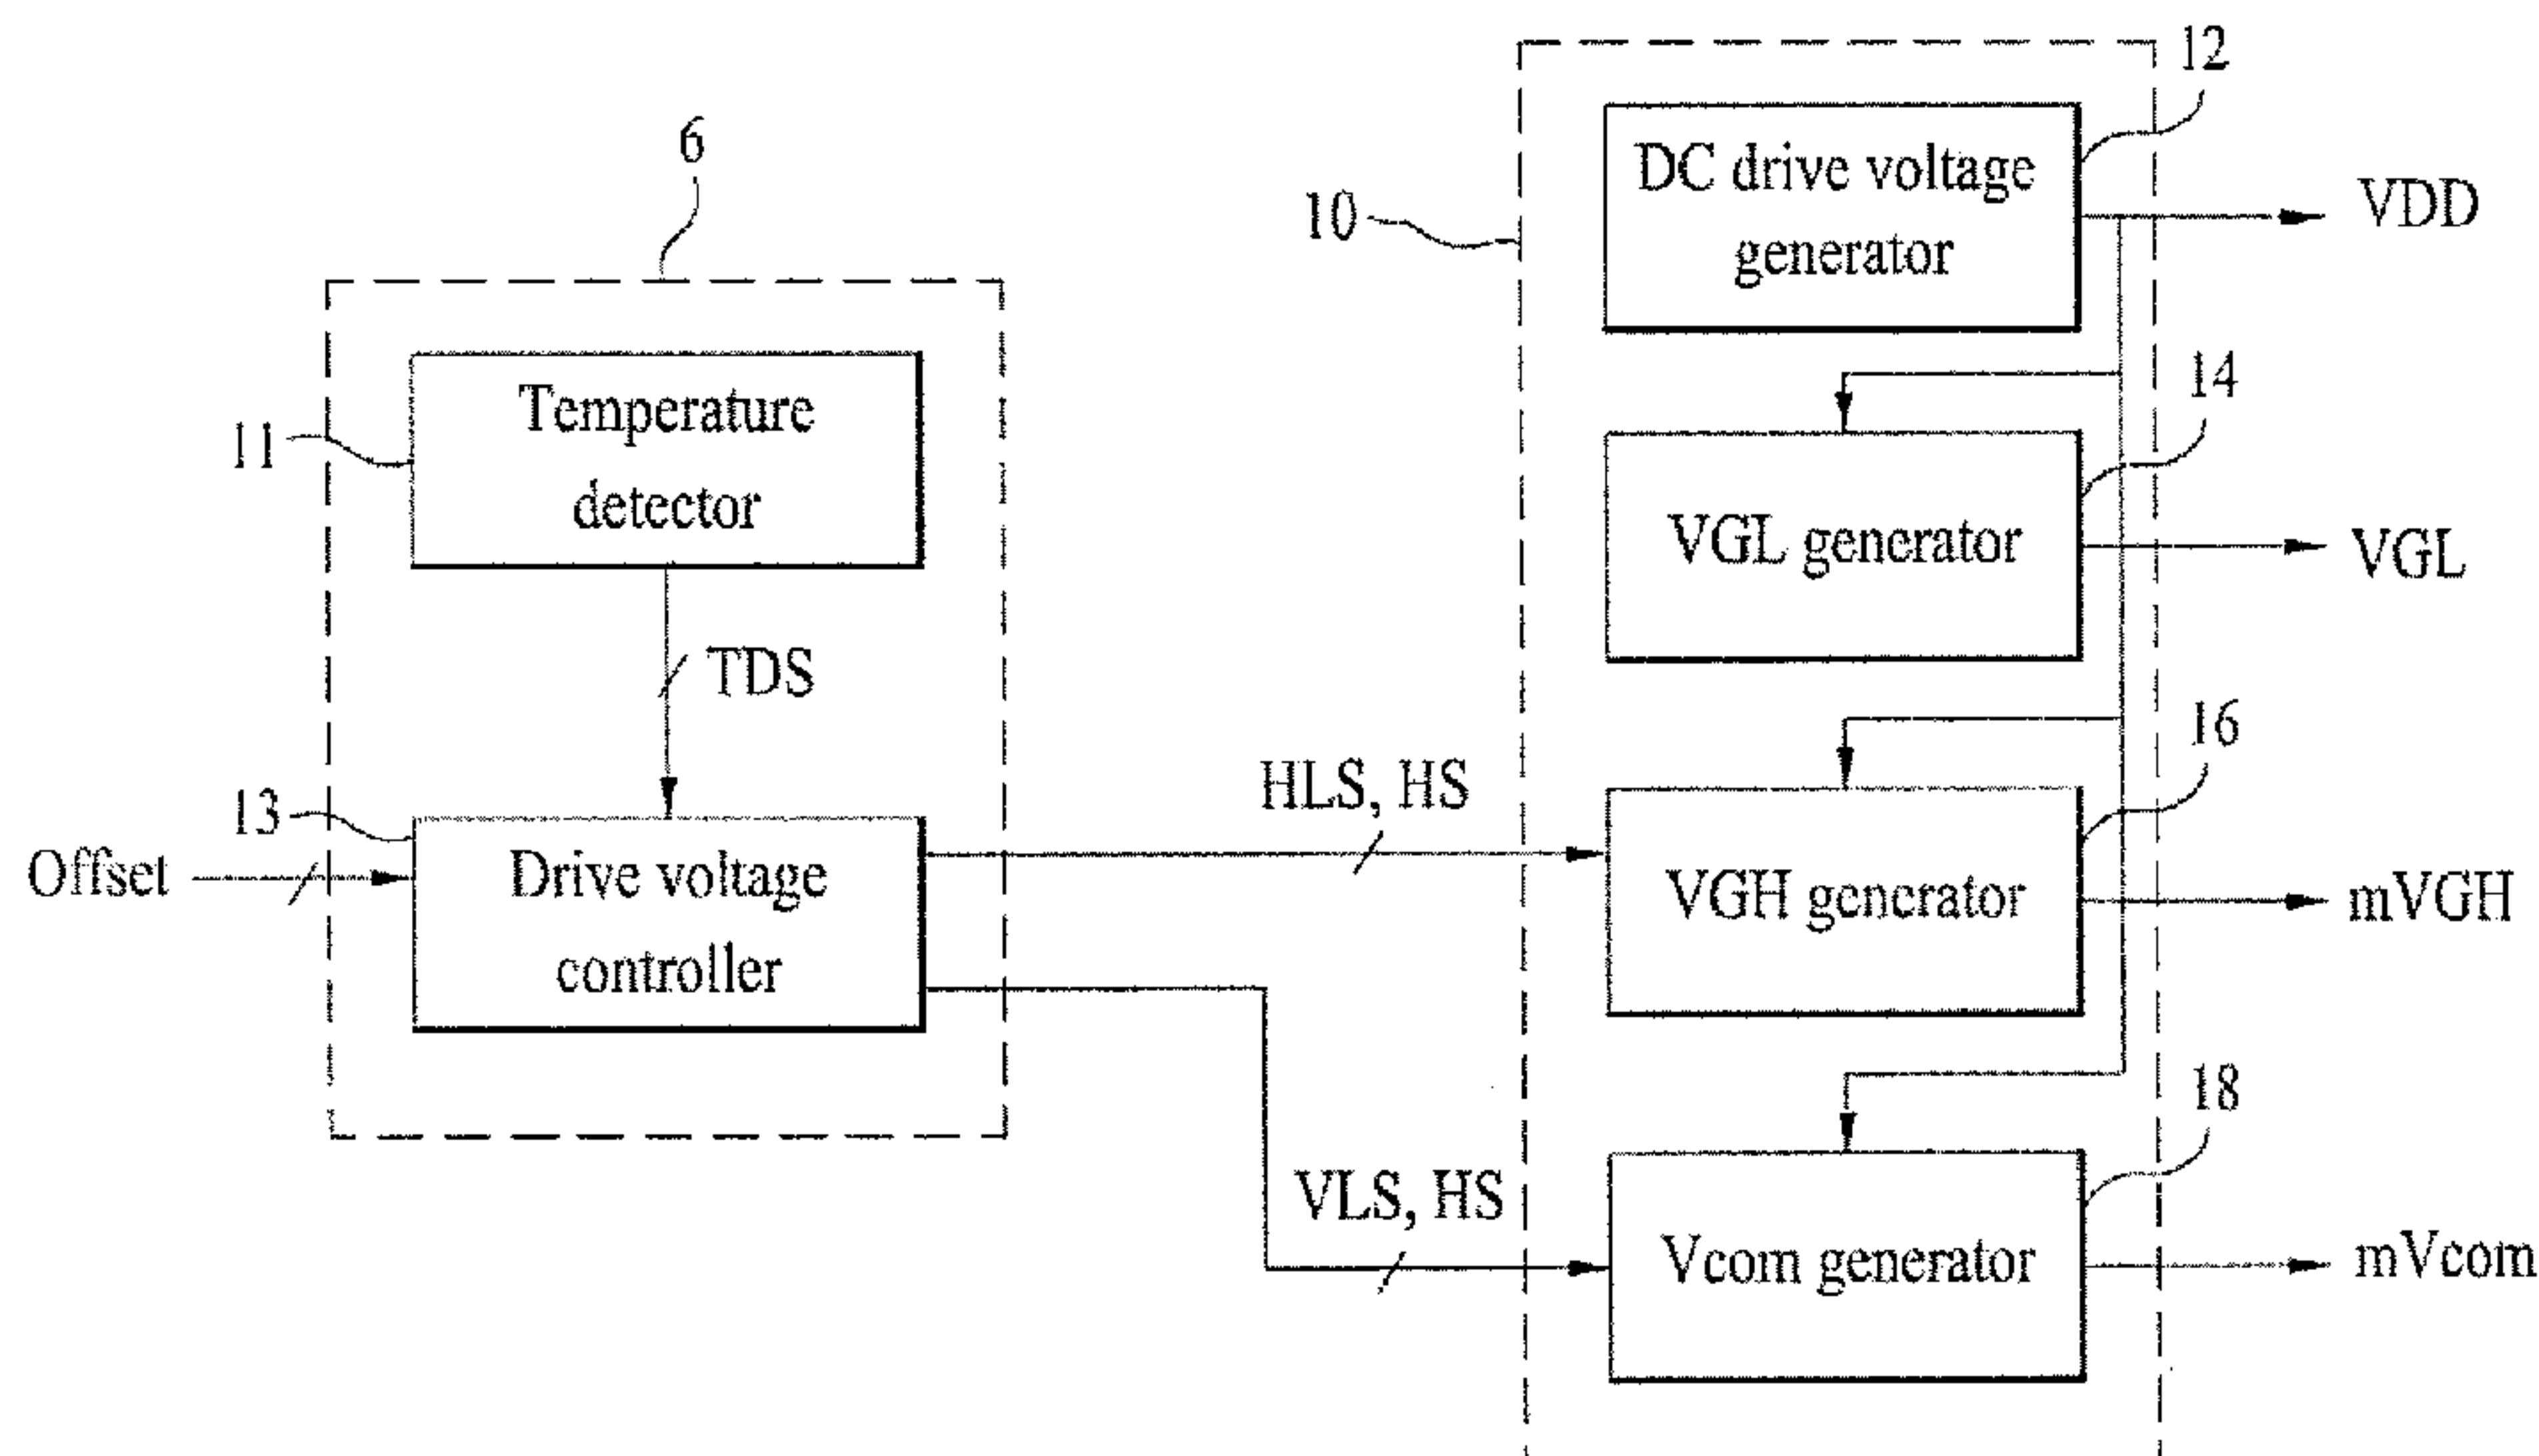 12
6
DC drive voltage
generator
10
VDD
14
Temperature
detector
11
VGL generator
VGL
TDS
16
HLS, HS
13
Offset
Drive voltage
controller
VGH generator
mVGH
18
VLS, HS
Vcom generator
mVcom